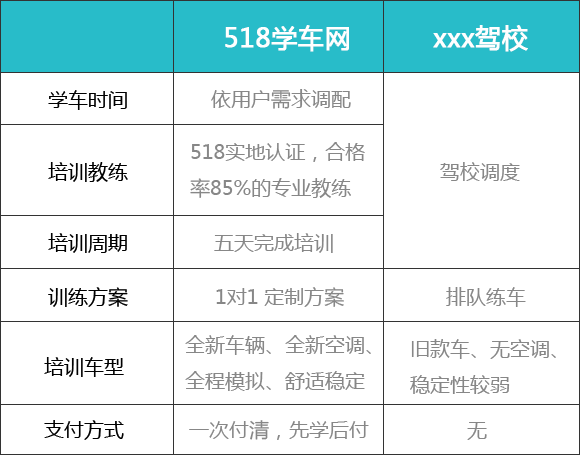 518学车网 xxx驾校
学车时间 依用户需求调配
培训教练 518实地认证，合格
率85%的专业教练
驾校调度
培训周期 五天完成培训
训练方案 1对1 定制方案 排队练车
培训车型 全新车辆、全新空调、
全程模拟、舒适稳定
旧款车、无空调、
稳定性较弱
支付方式 一次付清，先学后付 无